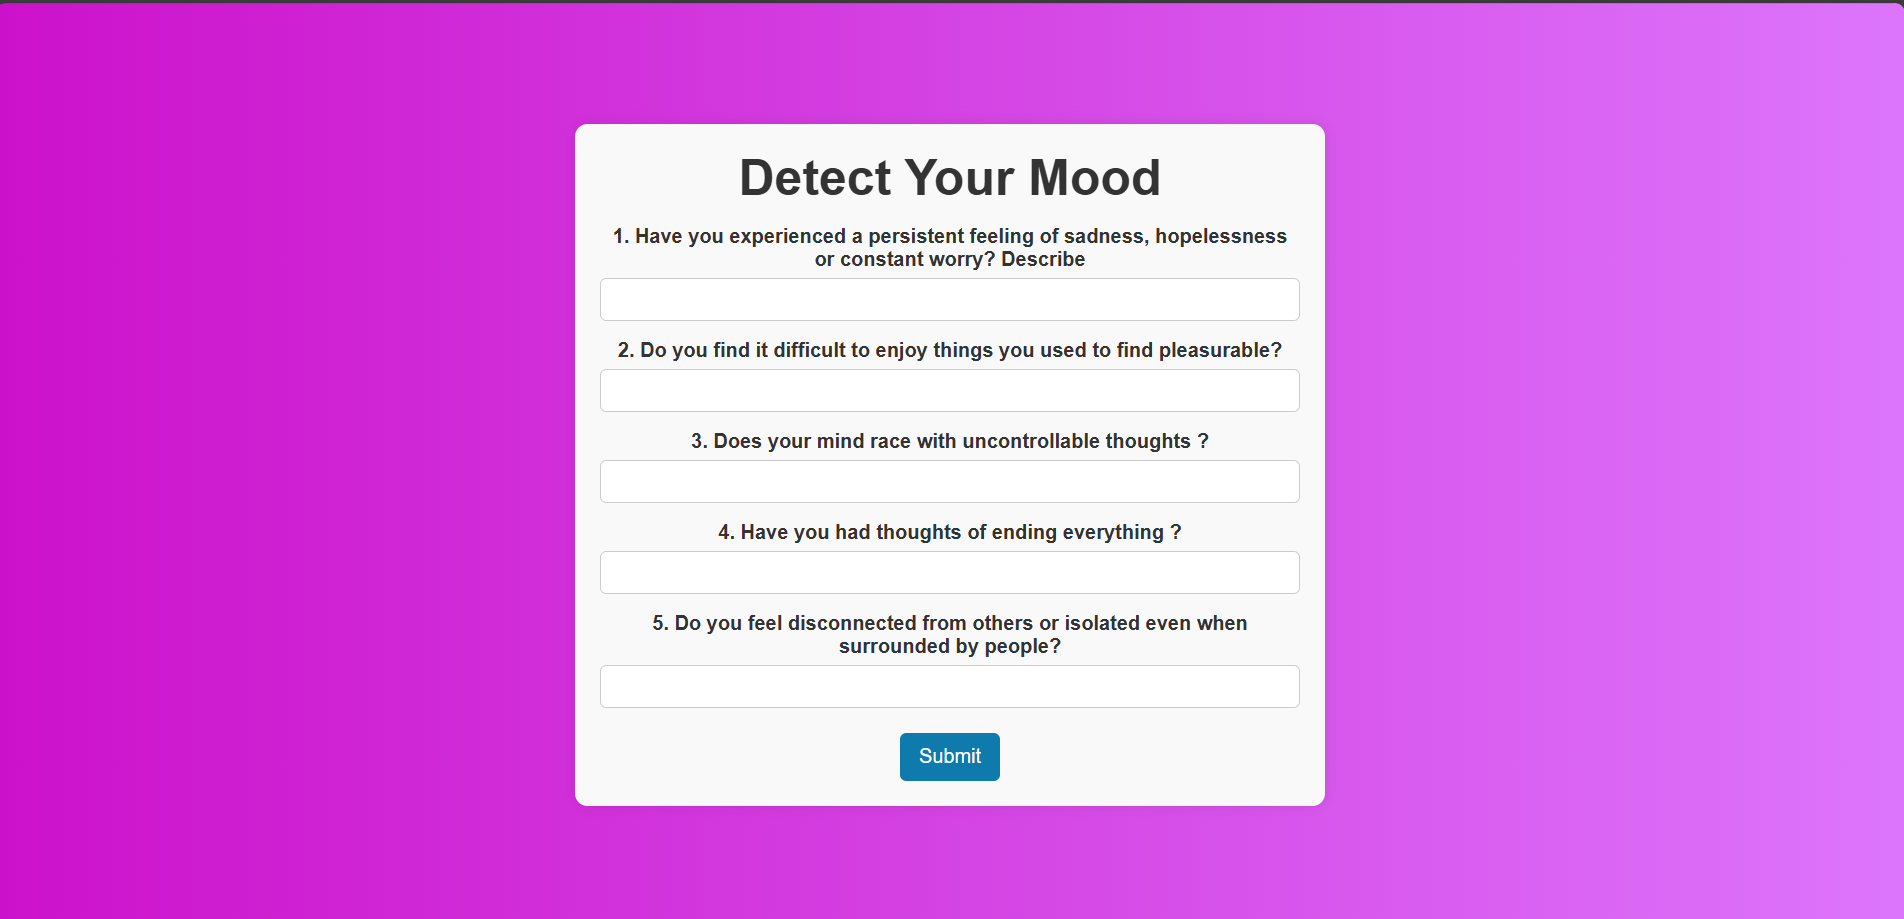 Detect Your Mood
1. Have you experienced a persistent feeling of sadness, hopelessness
or constant worry? Describe
2. Do you find it difficult to enjoy things you used to find pleasurable?
3. Does your mind race with uncontrollable thoughts ?
4. Have you had thoughts of ending everything ?
5. Do you feel disconnected from others or isolated even when
surrounded by people?
Submit